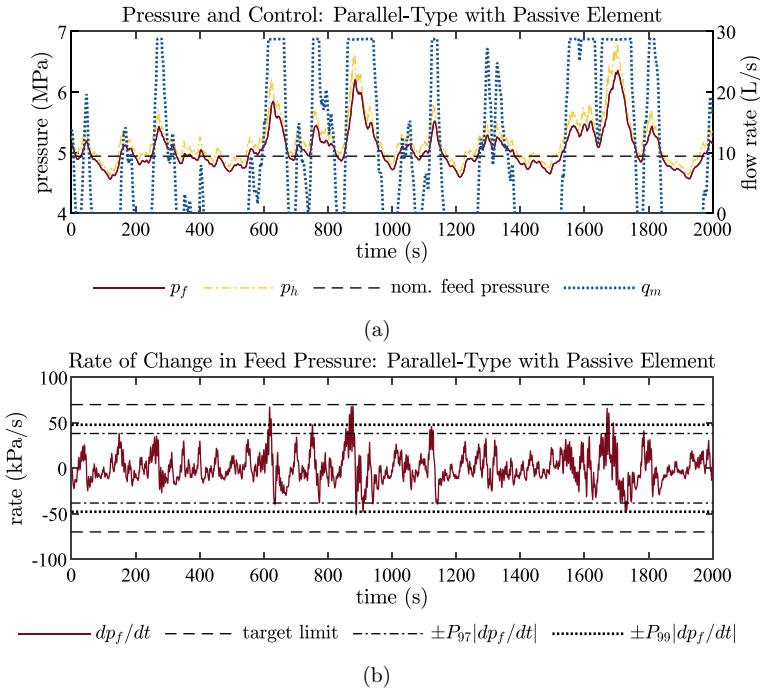 Pressure and Control: Parallel-Type with Passive Element
7
6
5
4
pressure (MPa)
30
20
10
0
flow rate (L/s)
0 200 400 600 800 1000 1200 1400 1600 1800 2000
time (s)
p_f p_h nom. feed pressure q_m
(a)
Rate of Change in Feed Pressure: Parallel-Type with Passive Element
100
50
0
-50
-100
rate (kPa/s)
0 200 400 600 800 1000 1200 1400 1600 1800 2000
time (s)
dp_f/dt target limit ±P_97|dp_f/dt| ±P_99|dp_f/dt|
(b)